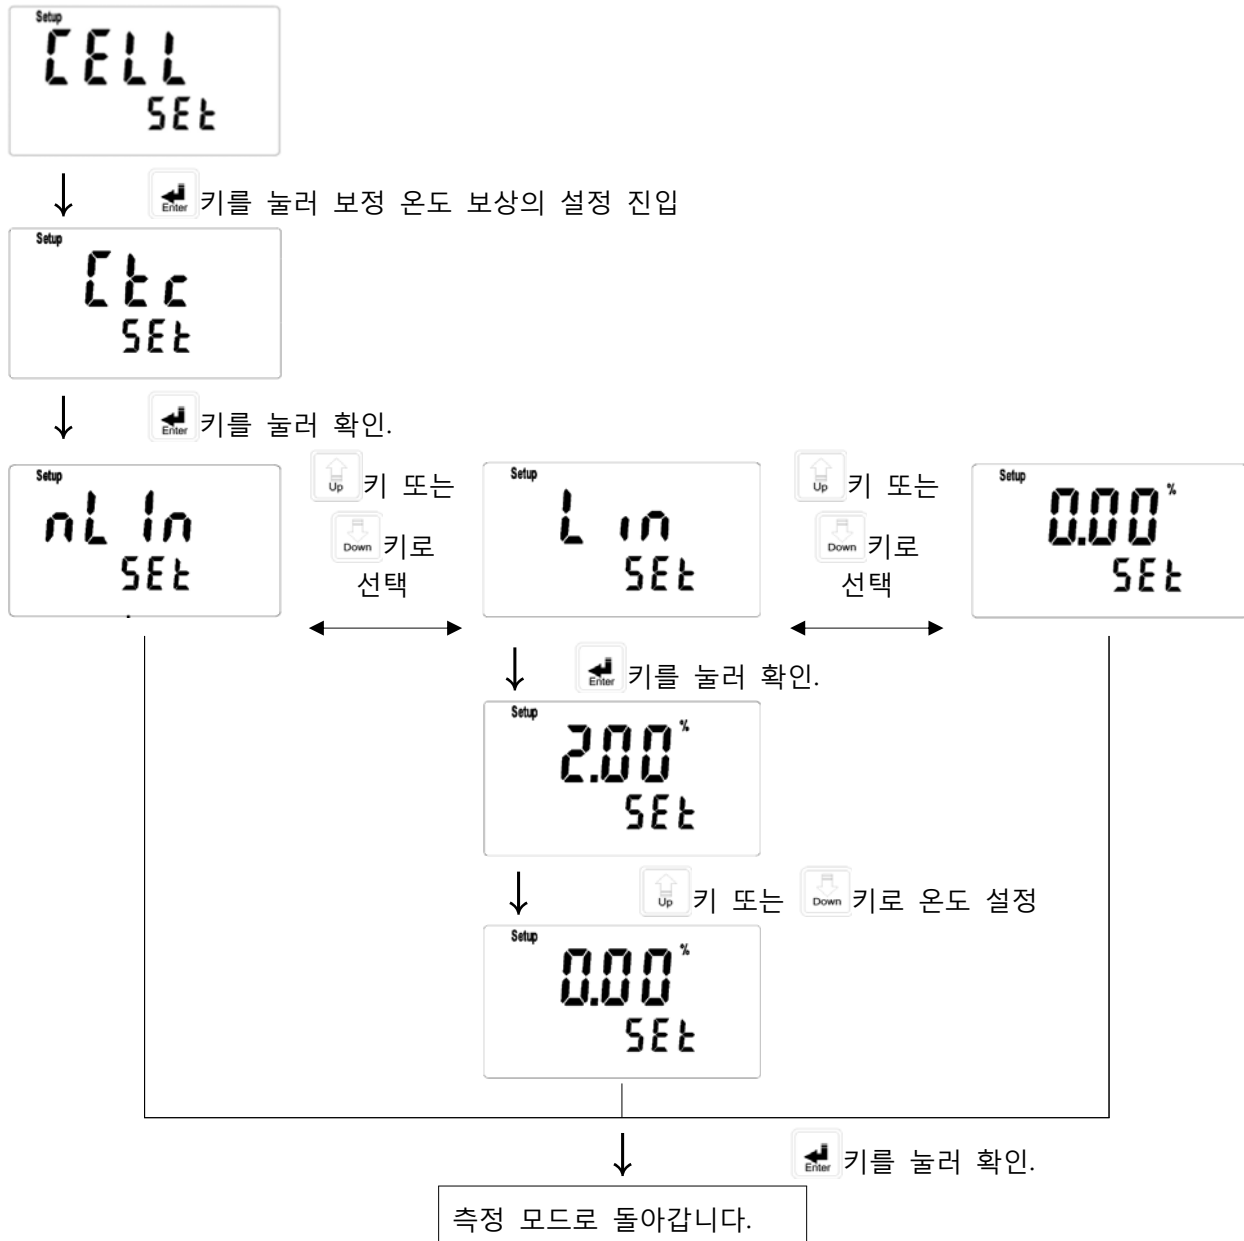 Setup
CELL
SEt
Enter 키를 눌러 보정 온도 보상의 설정 진입
Setup
Ctc
SEt
Enter 키를 눌러 확인.
Setup
nLIn
SEt
Up 키 또는
Down 키로
선택
Setup
Lin
SEt
Up 키 또는
Down 키로
선택
Setup
0.00 %
SEt
Enter 키를 눌러 확인.
Setup
2.00 %
SEt
Up 키 또는 Down 키로 온도 설정
Setup
0.00 %
SEt
Enter 키를 눌러 확인.
측정 모드로 돌아갑니다.